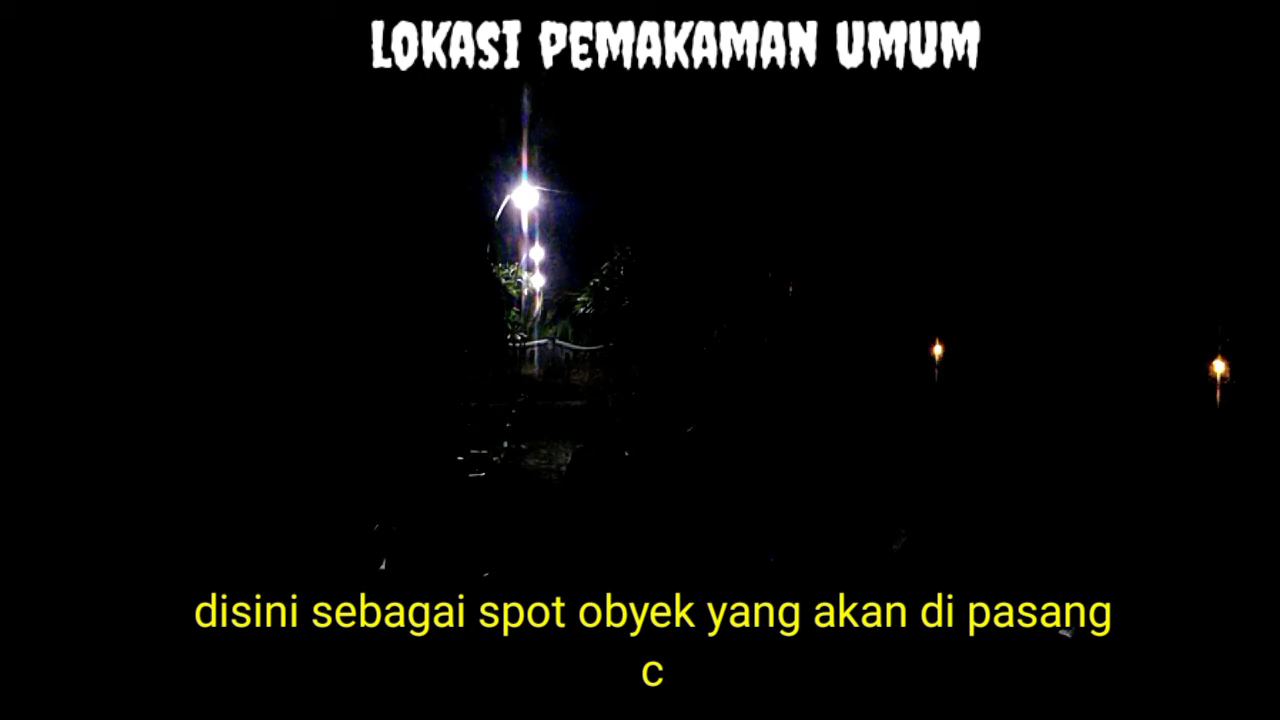 LOKASI PEMAKAMAN UMUM
disini sebagai spot obyek yang akan di pasang
c